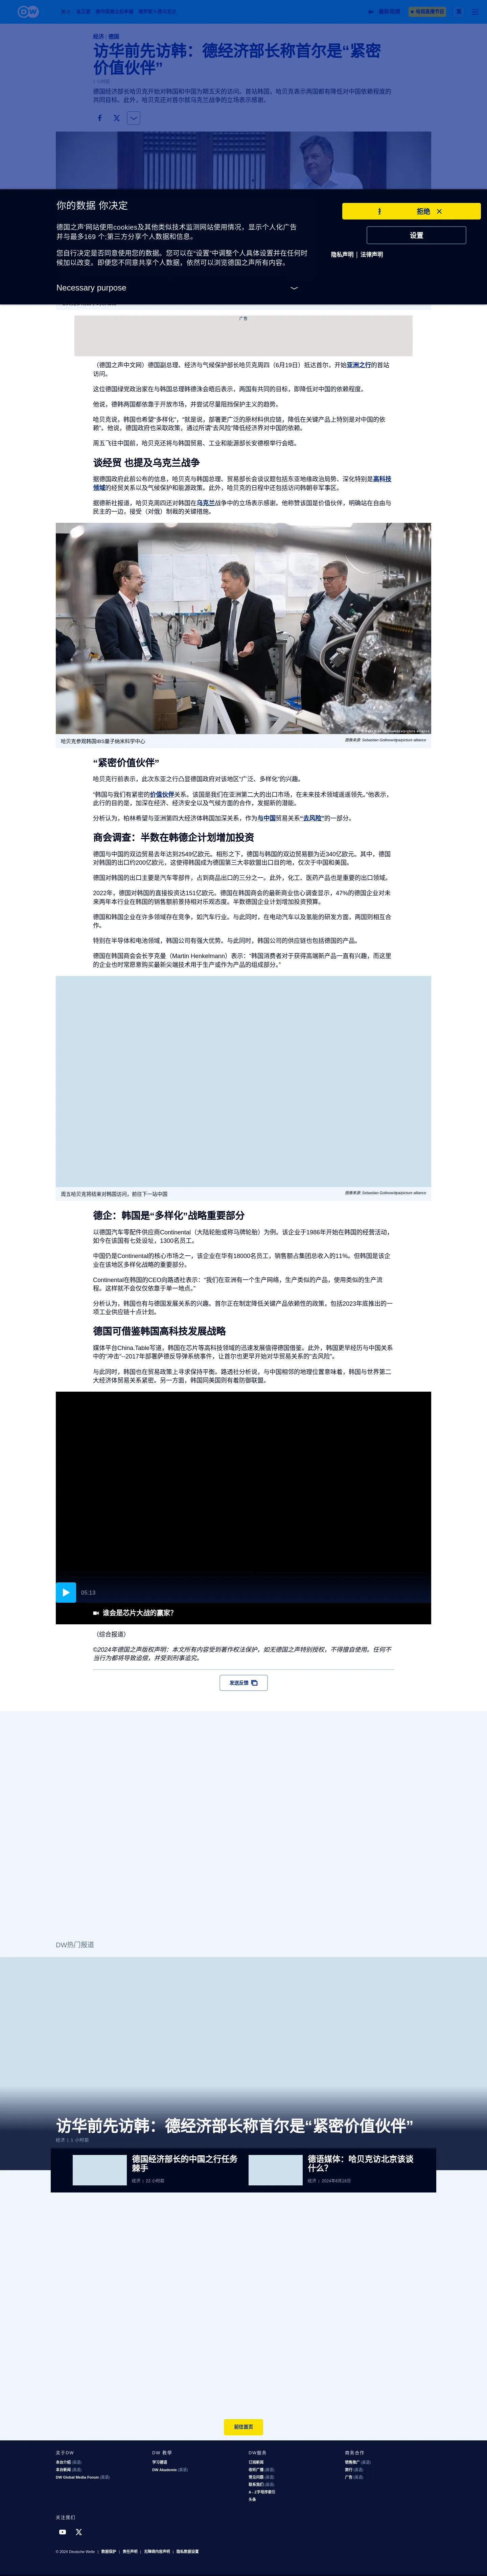 DW
最新视频
电视直播节目
繁
经济 | 德国
访华前先访韩：德经济部长称首尔是“紧密
价值伙伴”
1 小时前
德国经济部长哈贝克开始对韩国和中国为期五天的访问。首站韩国，哈贝克表示两国都有降低对中国依赖程度的
共同目标。此外，哈贝克还对首尔就乌克兰战争的立场表示感谢。
你的数据 你决定
德国之声‘网站使用cookies及其他类似技术监测网站使用情况，显示个人化广告
并与最多169 个,第三方分享个人数据和信息。
您自行决定是否同意使用您的数据。您可以在“设置”中调整个人具体设置并在任何时
候加以改变。即便您不同意共享个人数据，依然可以浏览德国之声所有内容。
Necessary purpose
拒绝
设置
隐私声明 | 法律声明
广告
（德国之声中文网）德国副总理、经济与气候保护部长哈贝克周四（6月19日）抵达首尔，开始亚洲之行的首站
访问。
这位德国绿党政治家在与韩国总理韩德洙会晤后表示，两国有共同的目标，即降低对中国的依赖程度。
他说，德韩两国都依靠于开放市场，并尝试尽量阻挡保护主义的趋势。
哈贝克说，韩国也希望“多样化”，“就是说，部署更广泛的原材料供应链，降低在关键产品上特别是对中国的依
赖”。他说，德国政府也采取政策，通过所谓“去风险”降低经济界对中国的依赖。
周五飞往中国前，哈贝克还将与韩国贸易、工业和能源部长安德根举行会晤。
谈经贸 也提及乌克兰战争
据德国政府此前公布的信息，哈贝克与韩国总理、贸易部长会谈议题包括东亚地缘政治局势、深化特别是高科技
领域的经贸关系以及气候保护和能源政策。此外，哈贝克的日程中还包括访问韩朝非军事区。
据德新社报道，哈贝克周四还对韩国在乌克兰战争中的立场表示感谢。他称赞该国是价值伙伴，明确站在自由与
民主的一边，接受（对俄）制裁的关键措施。
哈贝克参观韩国IBS量子纳米科学中心
图像来源: Sebastian Gollnow/dpa/picture alliance
“紧密价值伙伴”
哈贝克行前表示，此次东亚之行凸显德国政府对该地区“广泛、多样化”的兴趣。
“韩国与我们有紧密的价值伙伴关系。该国是我们在亚洲第二大的出口市场，在未来技术领域遥遥领先。”他表示，
此行的目的是，加深在经济、经济安全以及气候方面的合作，发掘新的潜能。
分析认为，柏林希望与亚洲第四大经济体韩国加深关系，作为与中国贸易关系“去风险”的一部分。
商会调查：半数在韩德企计划增加投资
德国与中国的双边贸易去年达到2549亿欧元。相形之下，德国与韩国的双边贸易额为近340亿欧元。其中，德国
对韩国的出口约200亿欧元，这使得韩国成为德国第三大非欧盟出口目的地，仅次于中国和美国。
德国对韩国的出口主要是汽车零部件，占到商品出口的三分之一。此外，化工、医药产品也是重要的出口领域。
2022年，德国对韩国的直接投资达151亿欧元。德国在韩国商会的最新商业信心调查显示，47%的德国企业对未
来两年本行业在韩国的销售额前景持相对乐观态度。半数德国企业计划增加投资预算。
德国和韩国企业在许多领域存在竞争，如汽车行业。与此同时，在电动汽车以及氢能的研发方面，两国则相互合
作。
特别在半导体和电池领域，韩国公司有强大优势。与此同时，韩国公司的供应链也包括德国的产品。
德国在韩国商会会长亨克曼（Martin Henkelmann）表示：“韩国消费者对于获得高端新产品一直有兴趣，而这里
的企业也时常愿意购买最新尖端技术用于生产或作为产品的组成部分。”
周五哈贝克将结束对韩国访问，前往下一站中国
图像来源: Sebastian Gollnow/dpa/picture alliance
德企：韩国是“多样化”战略重要部分
以德国汽车零配件供应商Continental（大陆轮胎或称马牌轮胎）为例。该企业于1986年开始在韩国的经营活动，
如今在该国有七处设址，1300名员工。
中国仍是Continental的核心市场之一，该企业在华有18000名员工，销售额占集团总收入的11%。但韩国是该企
业在该地区多样化战略的重要部分。
Continental在韩国的CEO向路透社表示：“我们在亚洲有一个生产网络，生产类似的产品，使用类似的生产流
程。这样就不会仅仅依靠于单一地点。”
分析认为，韩国也有与德国发展关系的兴趣。首尔正在制定降低关键产品依赖性的政策，包括2023年底推出的一
项工业供应链十点计划。
德国可借鉴韩国高科技发展战略
媒体平台China.Table写道，韩国在芯片等高科技领域的迅速发展值得德国借鉴。此外，韩国更早经历与中国关系
中的“冲击”--2017年部署萨德反导弹系统事件，让首尔也更早开始对华贸易关系的“去风险”。
与此同时，韩国也在贸易政策上寻求保持平衡。路透社分析说，与中国相邻的地理位置意味着，韩国与世界第二
大经济体贸易关系紧密。另一方面，韩国同美国则有着防御联盟。
05:13
谁会是芯片大战的赢家？
（综合报道）
©2024年德国之声版权声明：本文所有内容受到著作权法保护，如无德国之声特别授权，不得擅自使用。任何不
当行为都将导致追偿，并受到刑事追究。
发送反馈
DW热门报道
访华前先访韩：德经济部长称首尔是“紧密价值伙伴”
经济 | 1 小时前
德国经济部长的中国之行任务
棘手
经济 | 22 小时前
德语媒体：哈贝克访北京该谈
什么？
经济 | 2024年6月18日
前往首页
关于DW
本台介绍 (英语)
本台新闻 (英语)
DW Global Media Forum (英语)
DW 教学
学习德语
DW Akademie (英语)
DW服务
订阅新闻
收听广播 (英语)
常见问题 (英语)
联系我们 (英语)
A - Z字母序索引
头条
商务合作
销售推广 (英语)
旅行 (英语)
广告 (英语)
关注我们
© 2024 Deutsche Welle | 数据保护 | 责任声明 | 无障碍内容声明 | 隐私数据设置